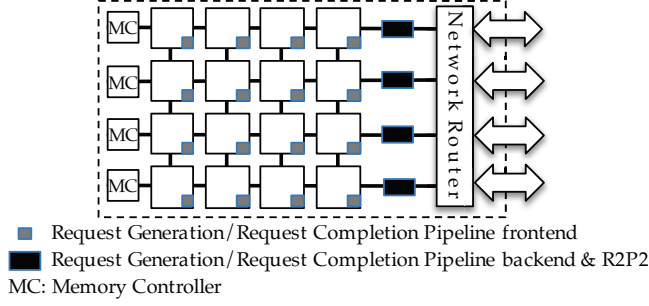 MC
MC
MC
MC
Network Router
Request Generation/Request Completion Pipeline frontend
Request Generation/Request Completion Pipeline backend & R2P2
MC: Memory Controller